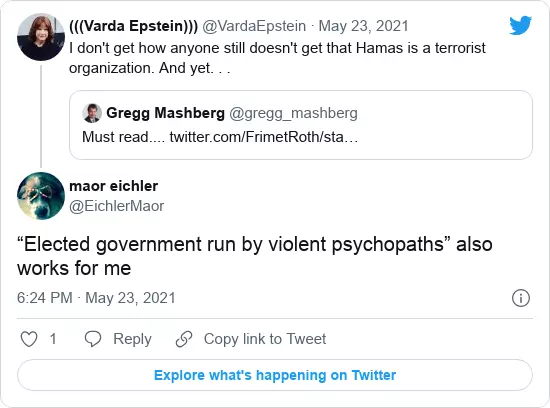 (((Varda Epstein))) @VardaEpstein · May 23, 2021
I don't get how anyone still doesn't get that Hamas is a terrorist
organization. And yet. . .
Gregg Mashberg @gregg_mashberg
Must read.... twitter.com/FrimetRoth/sta…
maor eichler
@EichlerMaor
“Elected government run by violent psychopaths” also
works for me
6:24 PM · May 23, 2021
1 Reply Copy link to Tweet
Explore what's happening on Twitter